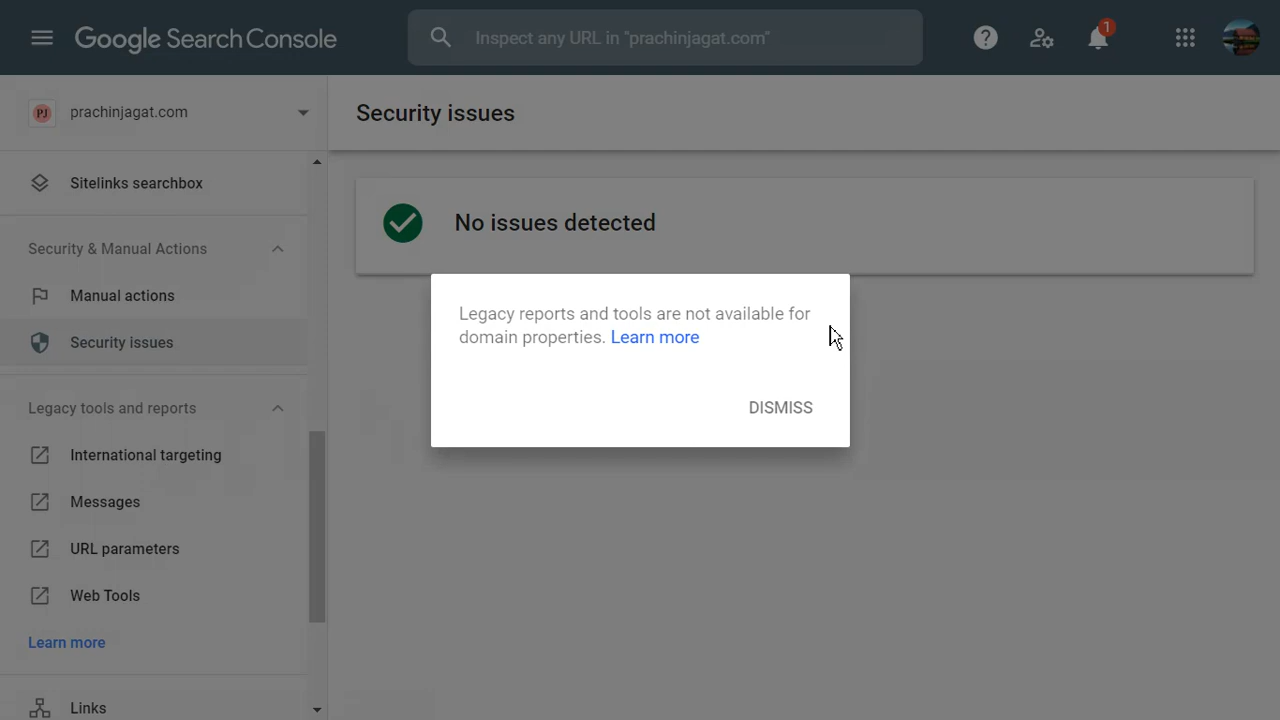 Google Search Console
Inspect any URL in "prachinjagat.com"
1
PJ
prachinjagat.com
Security issues
Sitelinks searchbox
No issues detected
Security & Manual Actions
Manual actions
Security issues
Legacy reports and tools are not available for
domain properties. Learn more
DISMISS
Legacy tools and reports
International targeting
Messages
URL parameters
Web Tools
Learn more
Links